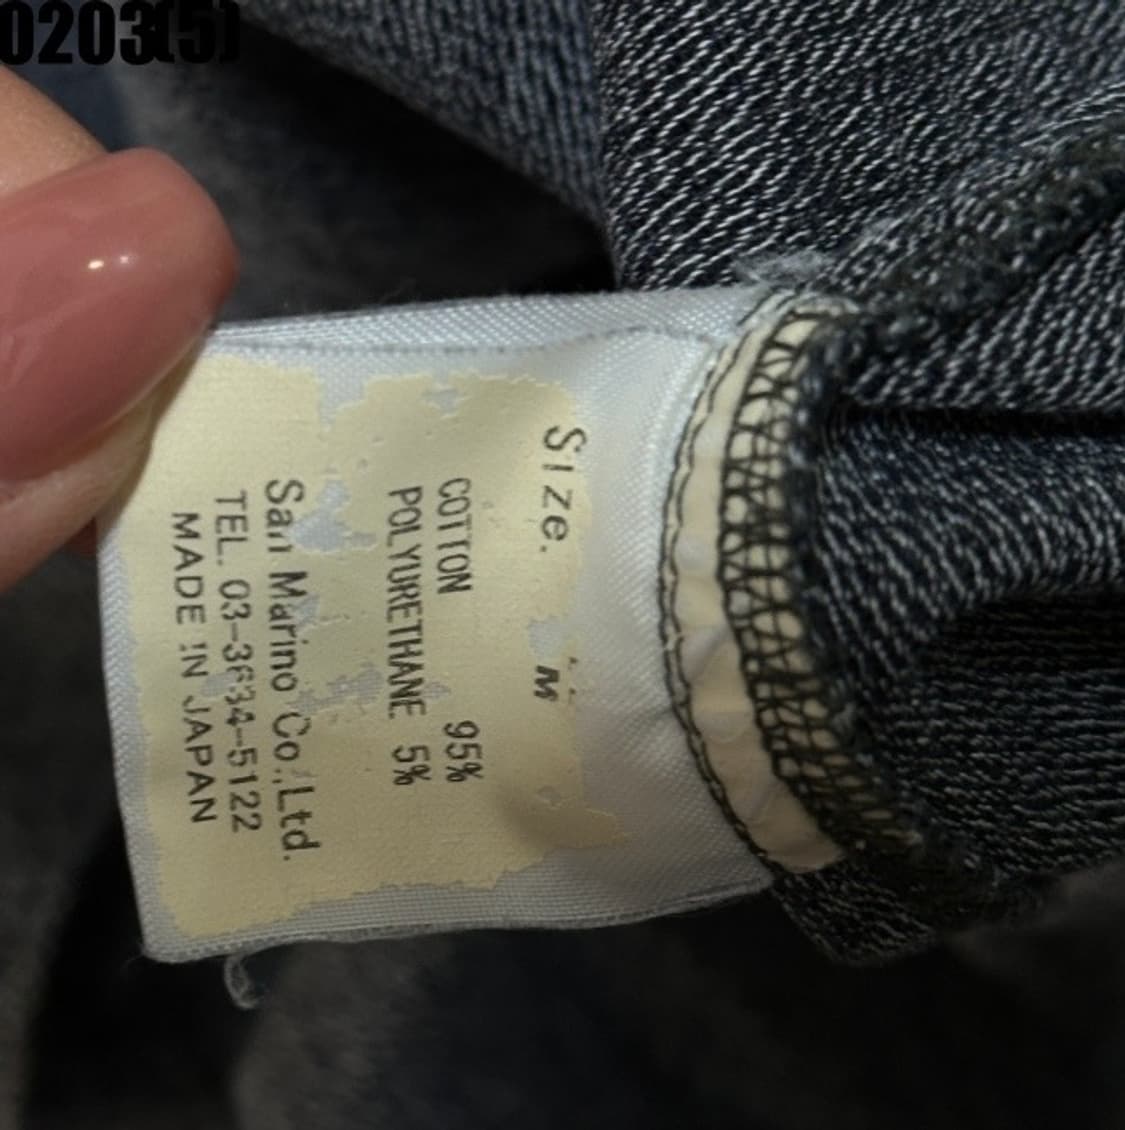 0203(5)
Size. M
COTTON 95%
POLYURETHANE 5%
San Marino Co.,Ltd.
TEL. 03-3634-5122
MADE IN JAPAN